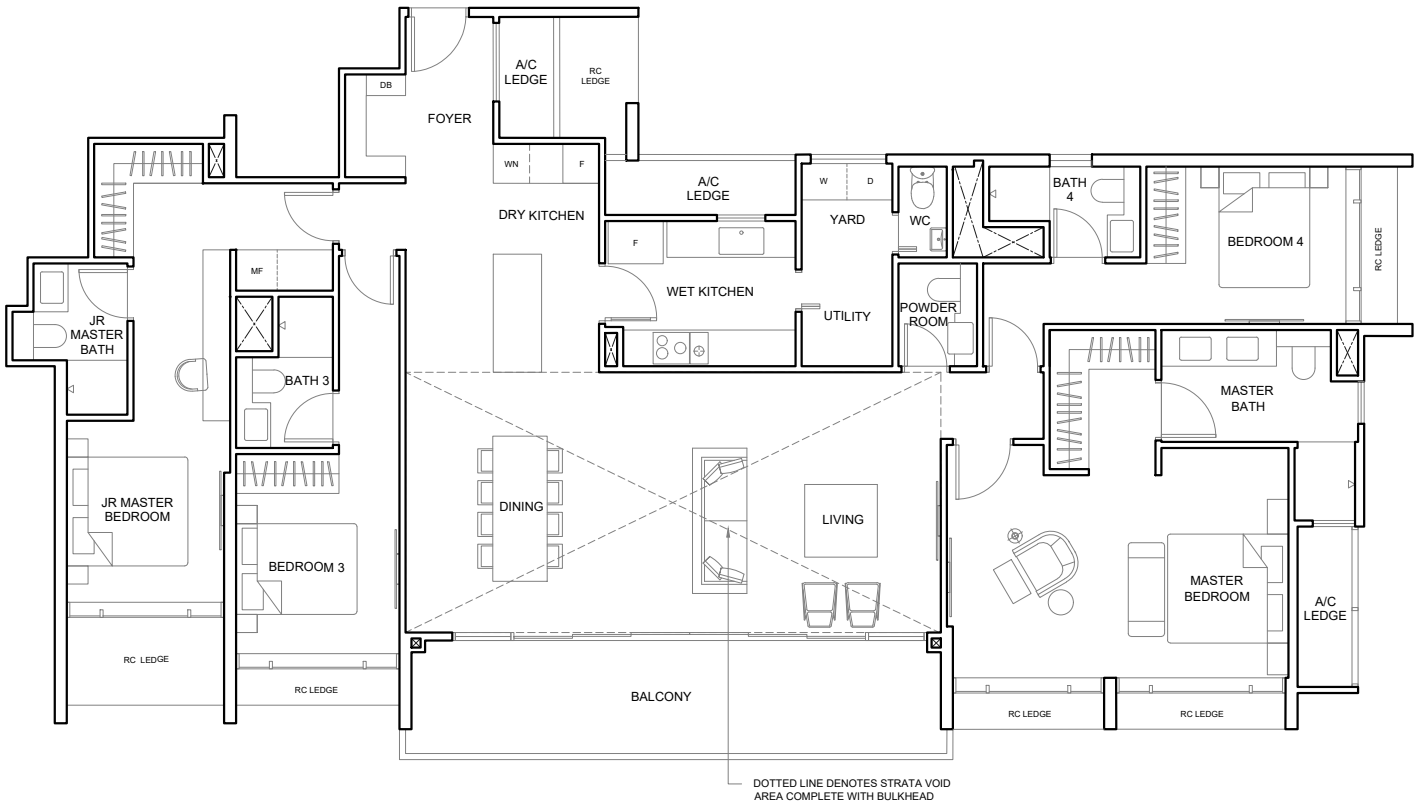 A/C
LEDGE
RC
LEDGE
DB
FOYER
WN
F
A/C
LEDGE
W
D
BATH
4
DRY KITCHEN
YARD
WC
BEDROOM 4
F
RC LEDGE
MF
WET KITCHEN
POWDER
ROOM
UTILITY
JR
MASTER
BATH
BATH 3
MASTER
BATH
JR MASTER
BEDROOM
DINING
LIVING
BEDROOM 3
MASTER
BEDROOM
A/C
LEDGE
RC LEDGE
RC LEDGE
BALCONY
RC LEDGE
RC LEDGE
DOTTED LINE DENOTES STRATA VOID
AREA COMPLETE WITH BULKHEAD